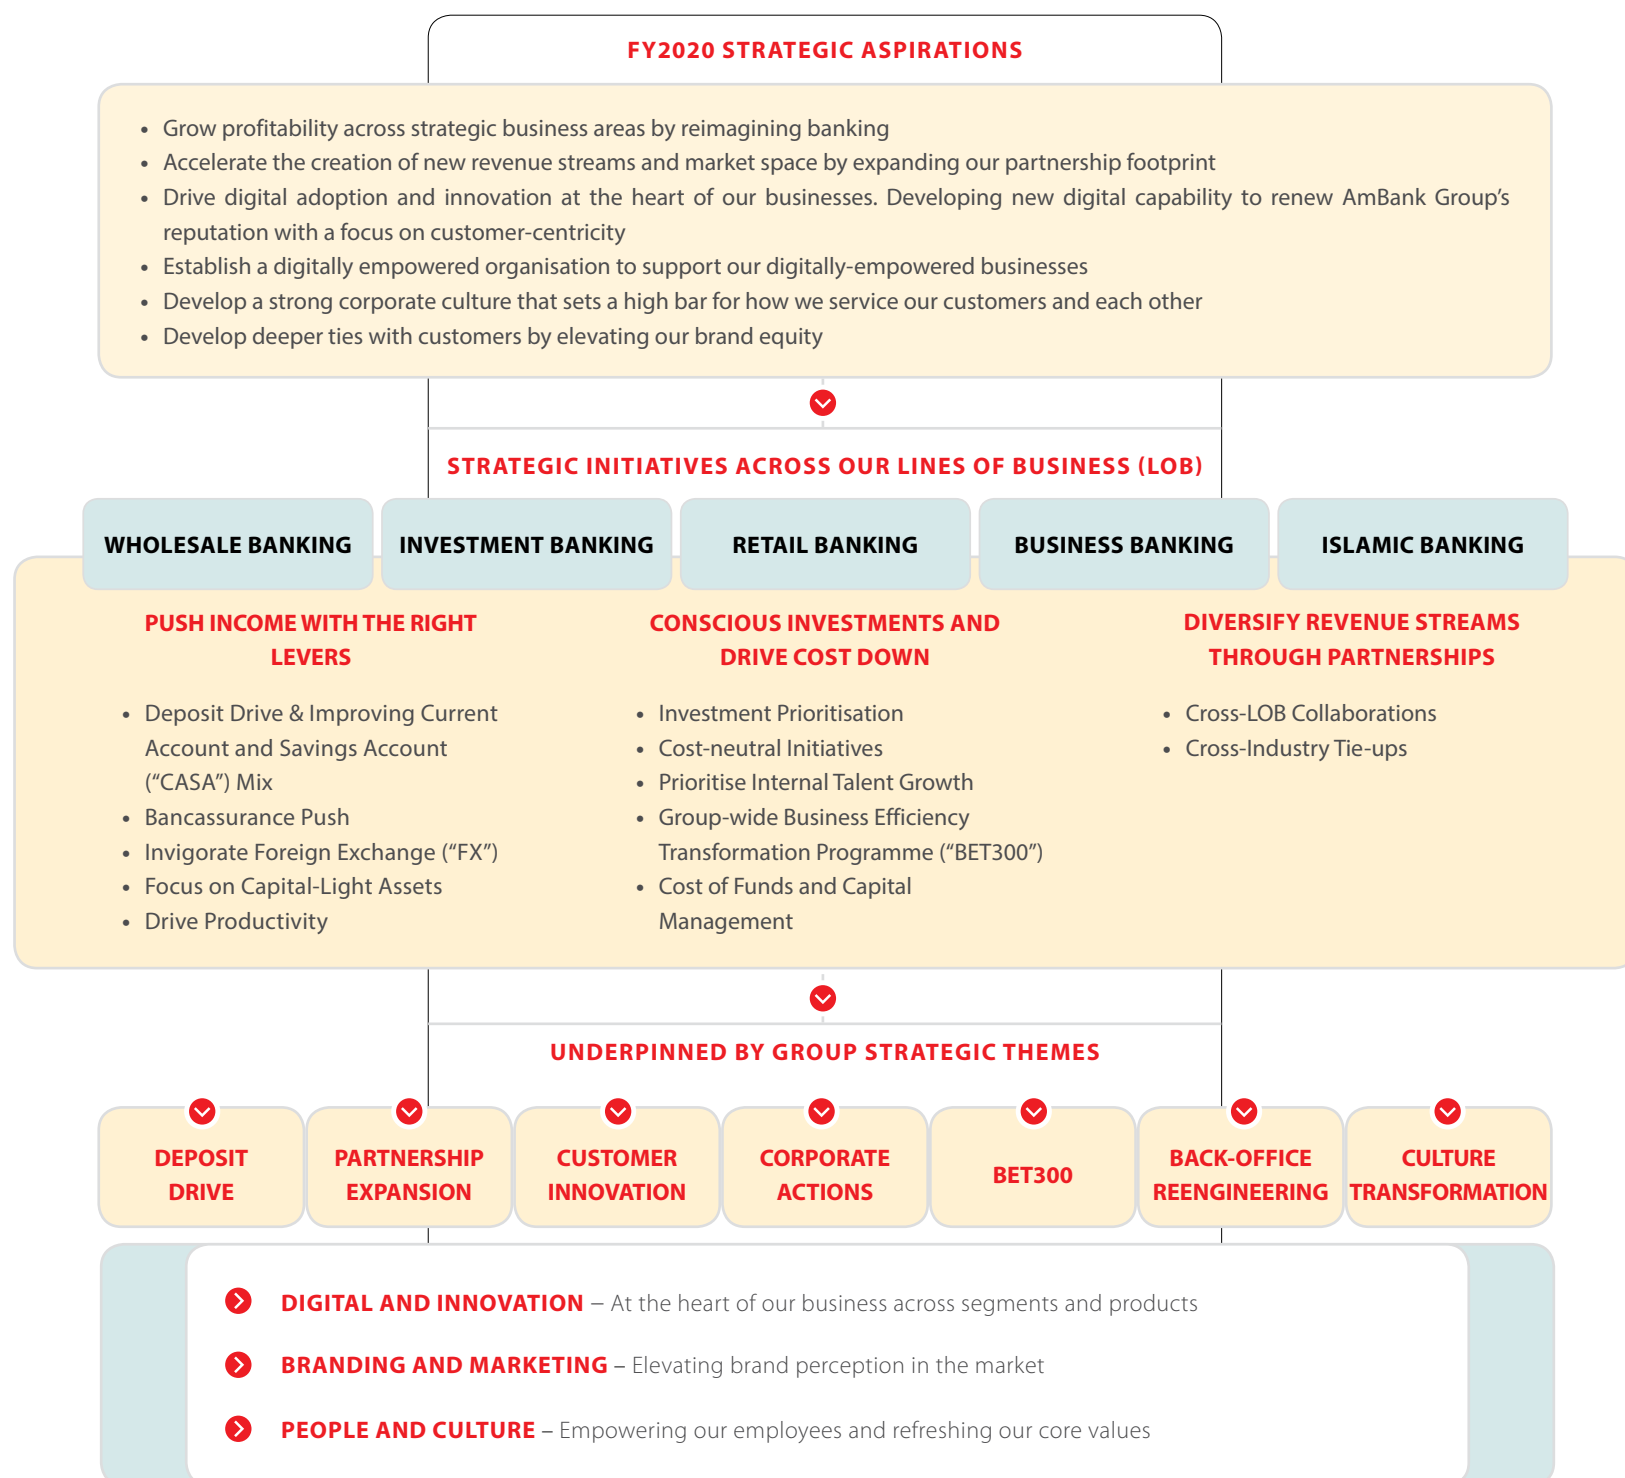 FY2020 STRATEGIC ASPIRATIONS
• Grow profitability across strategic business areas by reimagining banking
• Accelerate the creation of new revenue streams and market space by expanding our partnership footprint
• Drive digital adoption and innovation at the heart of our businesses. Developing new digital capability to renew AmBank Group’s
reputation with a focus on customer-centricity
• Establish a digitally empowered organisation to support our digitally-empowered businesses
• Develop a strong corporate culture that sets a high bar for how we service our customers and each other
• Develop deeper ties with customers by elevating our brand equity
STRATEGIC INITIATIVES ACROSS OUR LINES OF BUSINESS (LOB)
WHOLESALE BANKING
INVESTMENT BANKING
RETAIL BANKING
BUSINESS BANKING
ISLAMIC BANKING
PUSH INCOME WITH THE RIGHT
LEVERS
• Deposit Drive & Improving Current
Account and Savings Account
(“CASA”) Mix
• Bancassurance Push
• Invigorate Foreign Exchange (“FX”)
• Focus on Capital-Light Assets
• Drive Productivity
CONSCIOUS INVESTMENTS AND
DRIVE COST DOWN
• Investment Prioritisation
• Cost-neutral Initiatives
• Prioritise Internal Talent Growth
• Group-wide Business Efficiency
Transformation Programme (“BET300”)
• Cost of Funds and Capital
Management
DIVERSIFY REVENUE STREAMS
THROUGH PARTNERSHIPS
• Cross-LOB Collaborations
• Cross-Industry Tie-ups
UNDERPINNED BY GROUP STRATEGIC THEMES
DEPOSIT
DRIVE
PARTNERSHIP
EXPANSION
CUSTOMER
INNOVATION
CORPORATE
ACTIONS
BET300
BACK-OFFICE
REENGINEERING
CULTURE
TRANSFORMATION
DIGITAL AND INNOVATION – At the heart of our business across segments and products
BRANDING AND MARKETING – Elevating brand perception in the market
PEOPLE AND CULTURE – Empowering our employees and refreshing our core values